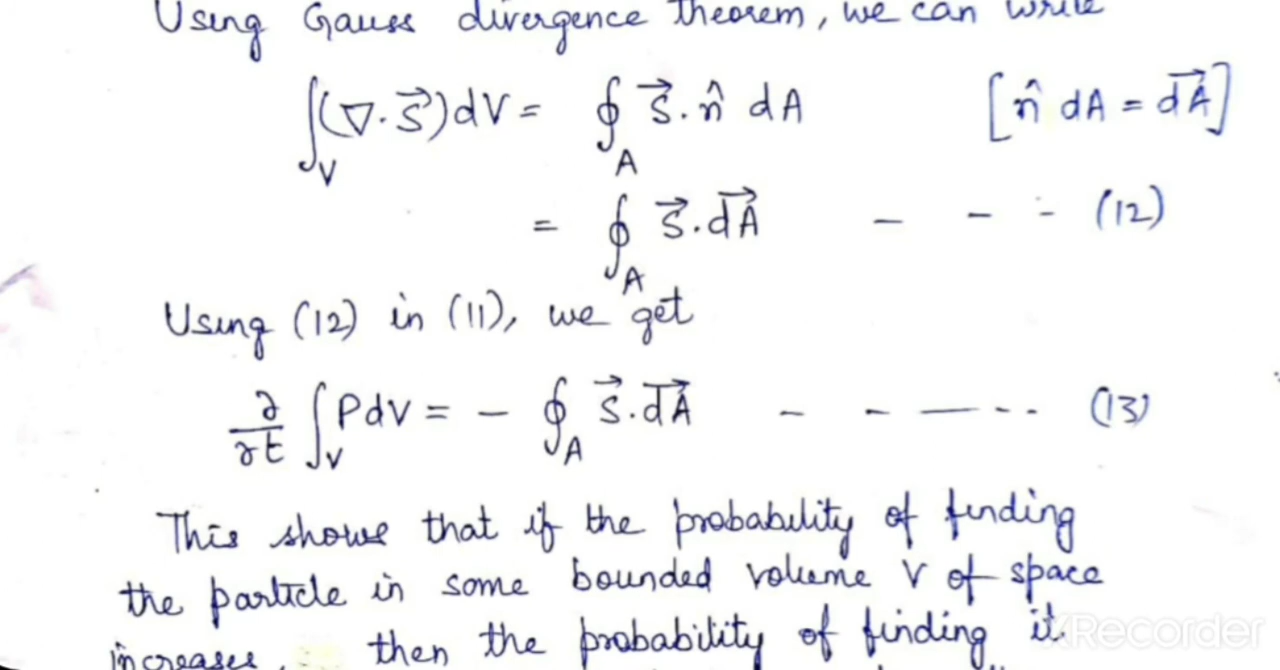 Using Gauss divergence theorem, we can write
∫_V (∇·S⃗)dV = ∮_A S⃗·n̂ dA [n̂ dA = dA⃗]
= ∮_A S⃗·dA⃗ - - - (12)
Using (12) in (11), we get
∂/∂t ∫_V PdV = - ∮_A S⃗·dA⃗ - - — - - (13)
This shows that if the probability of finding
the particle in some bounded volume V of space
increases, then the probability of finding it
XRecorder